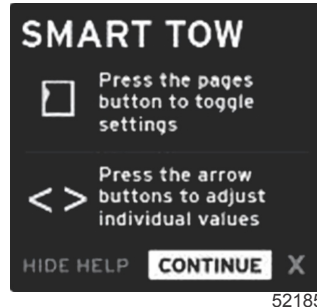 SMART TOW
Press the pages
button to toggle
settings
< > Press the arrow
buttons to adjust
individual values
HIDE HELP CONTINUE X
52185